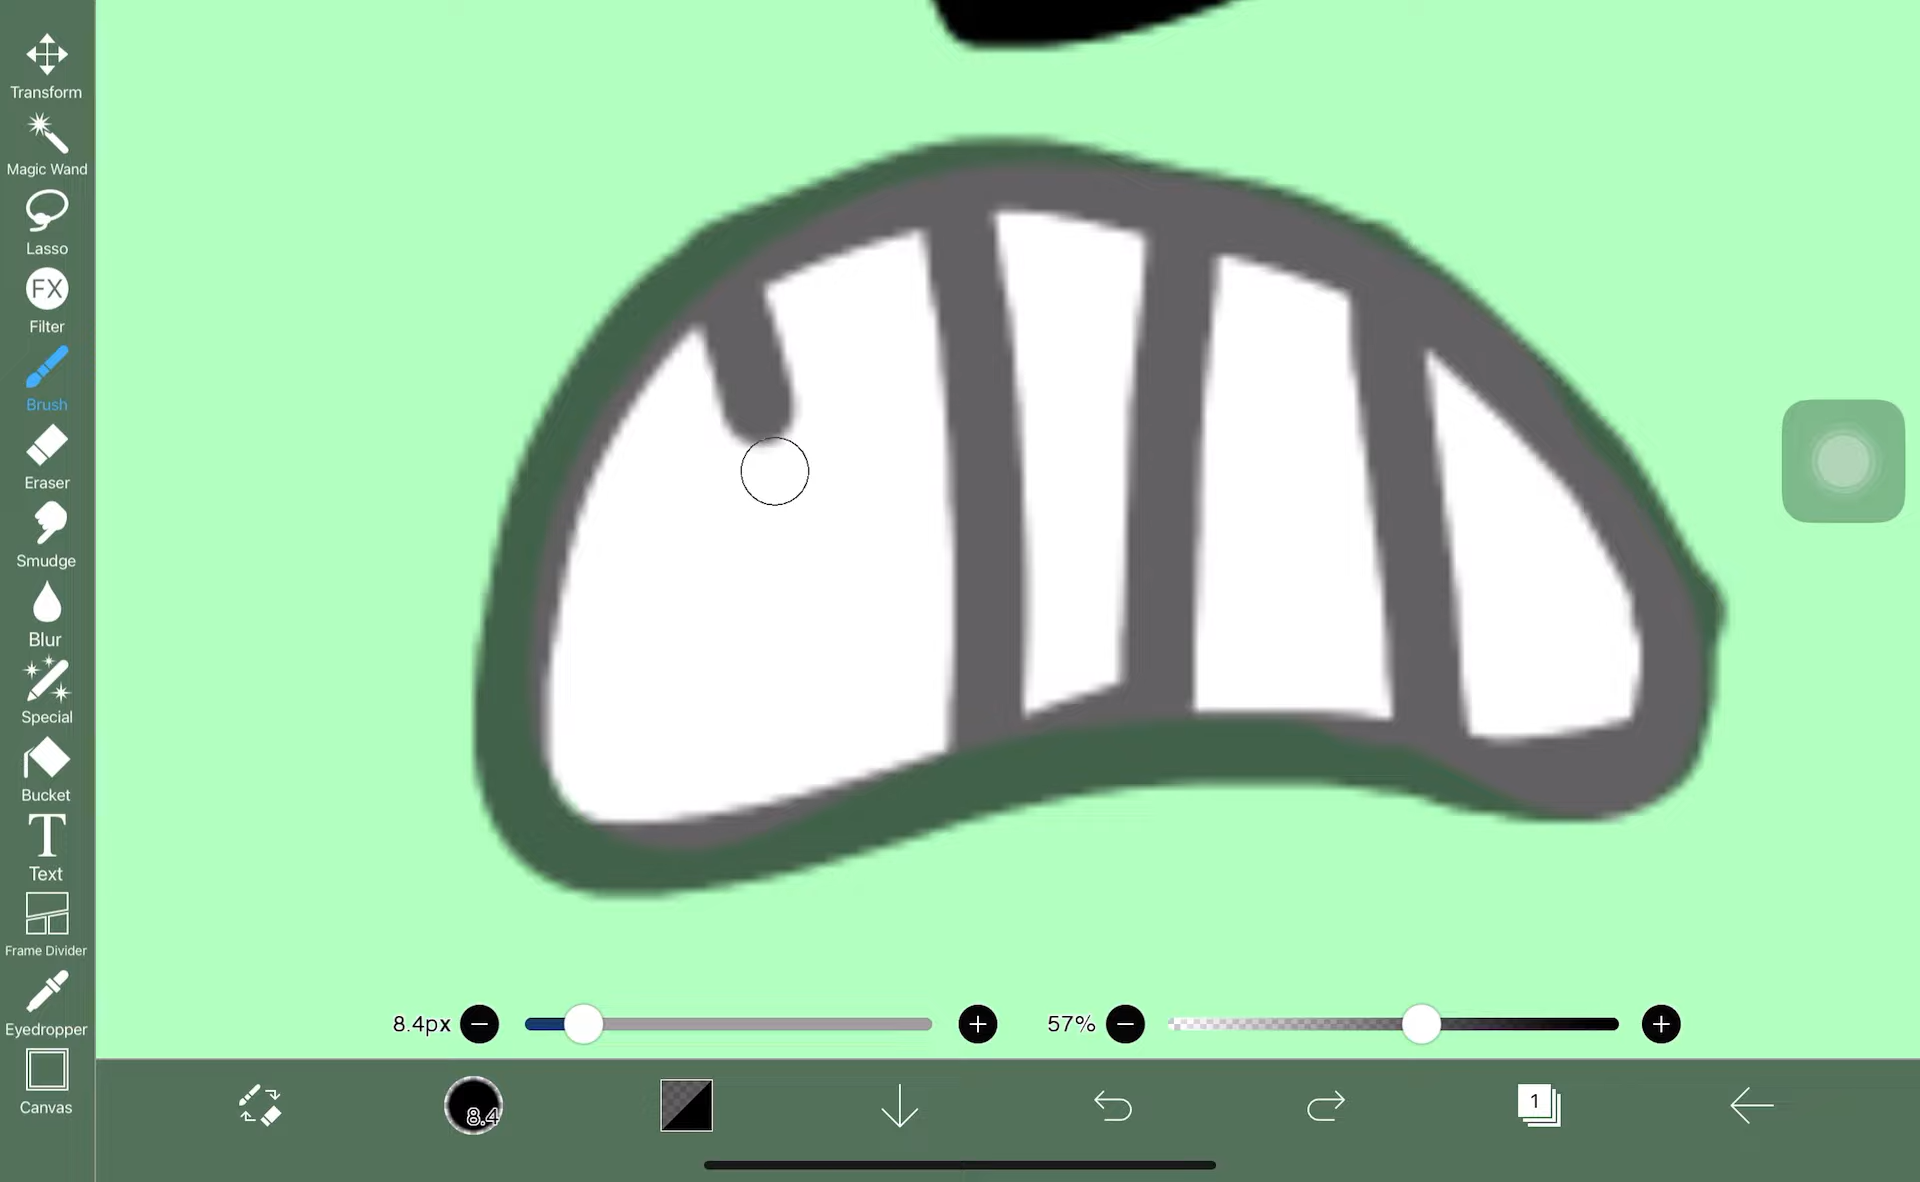 Transform
Magic Wand
Lasso
FX
Filter
Brush
Eraser
Smudge
Blur
Special
Bucket
T
Text
Frame Divider
Eyedropper
Canvas
8.4px
57%
8.4
1